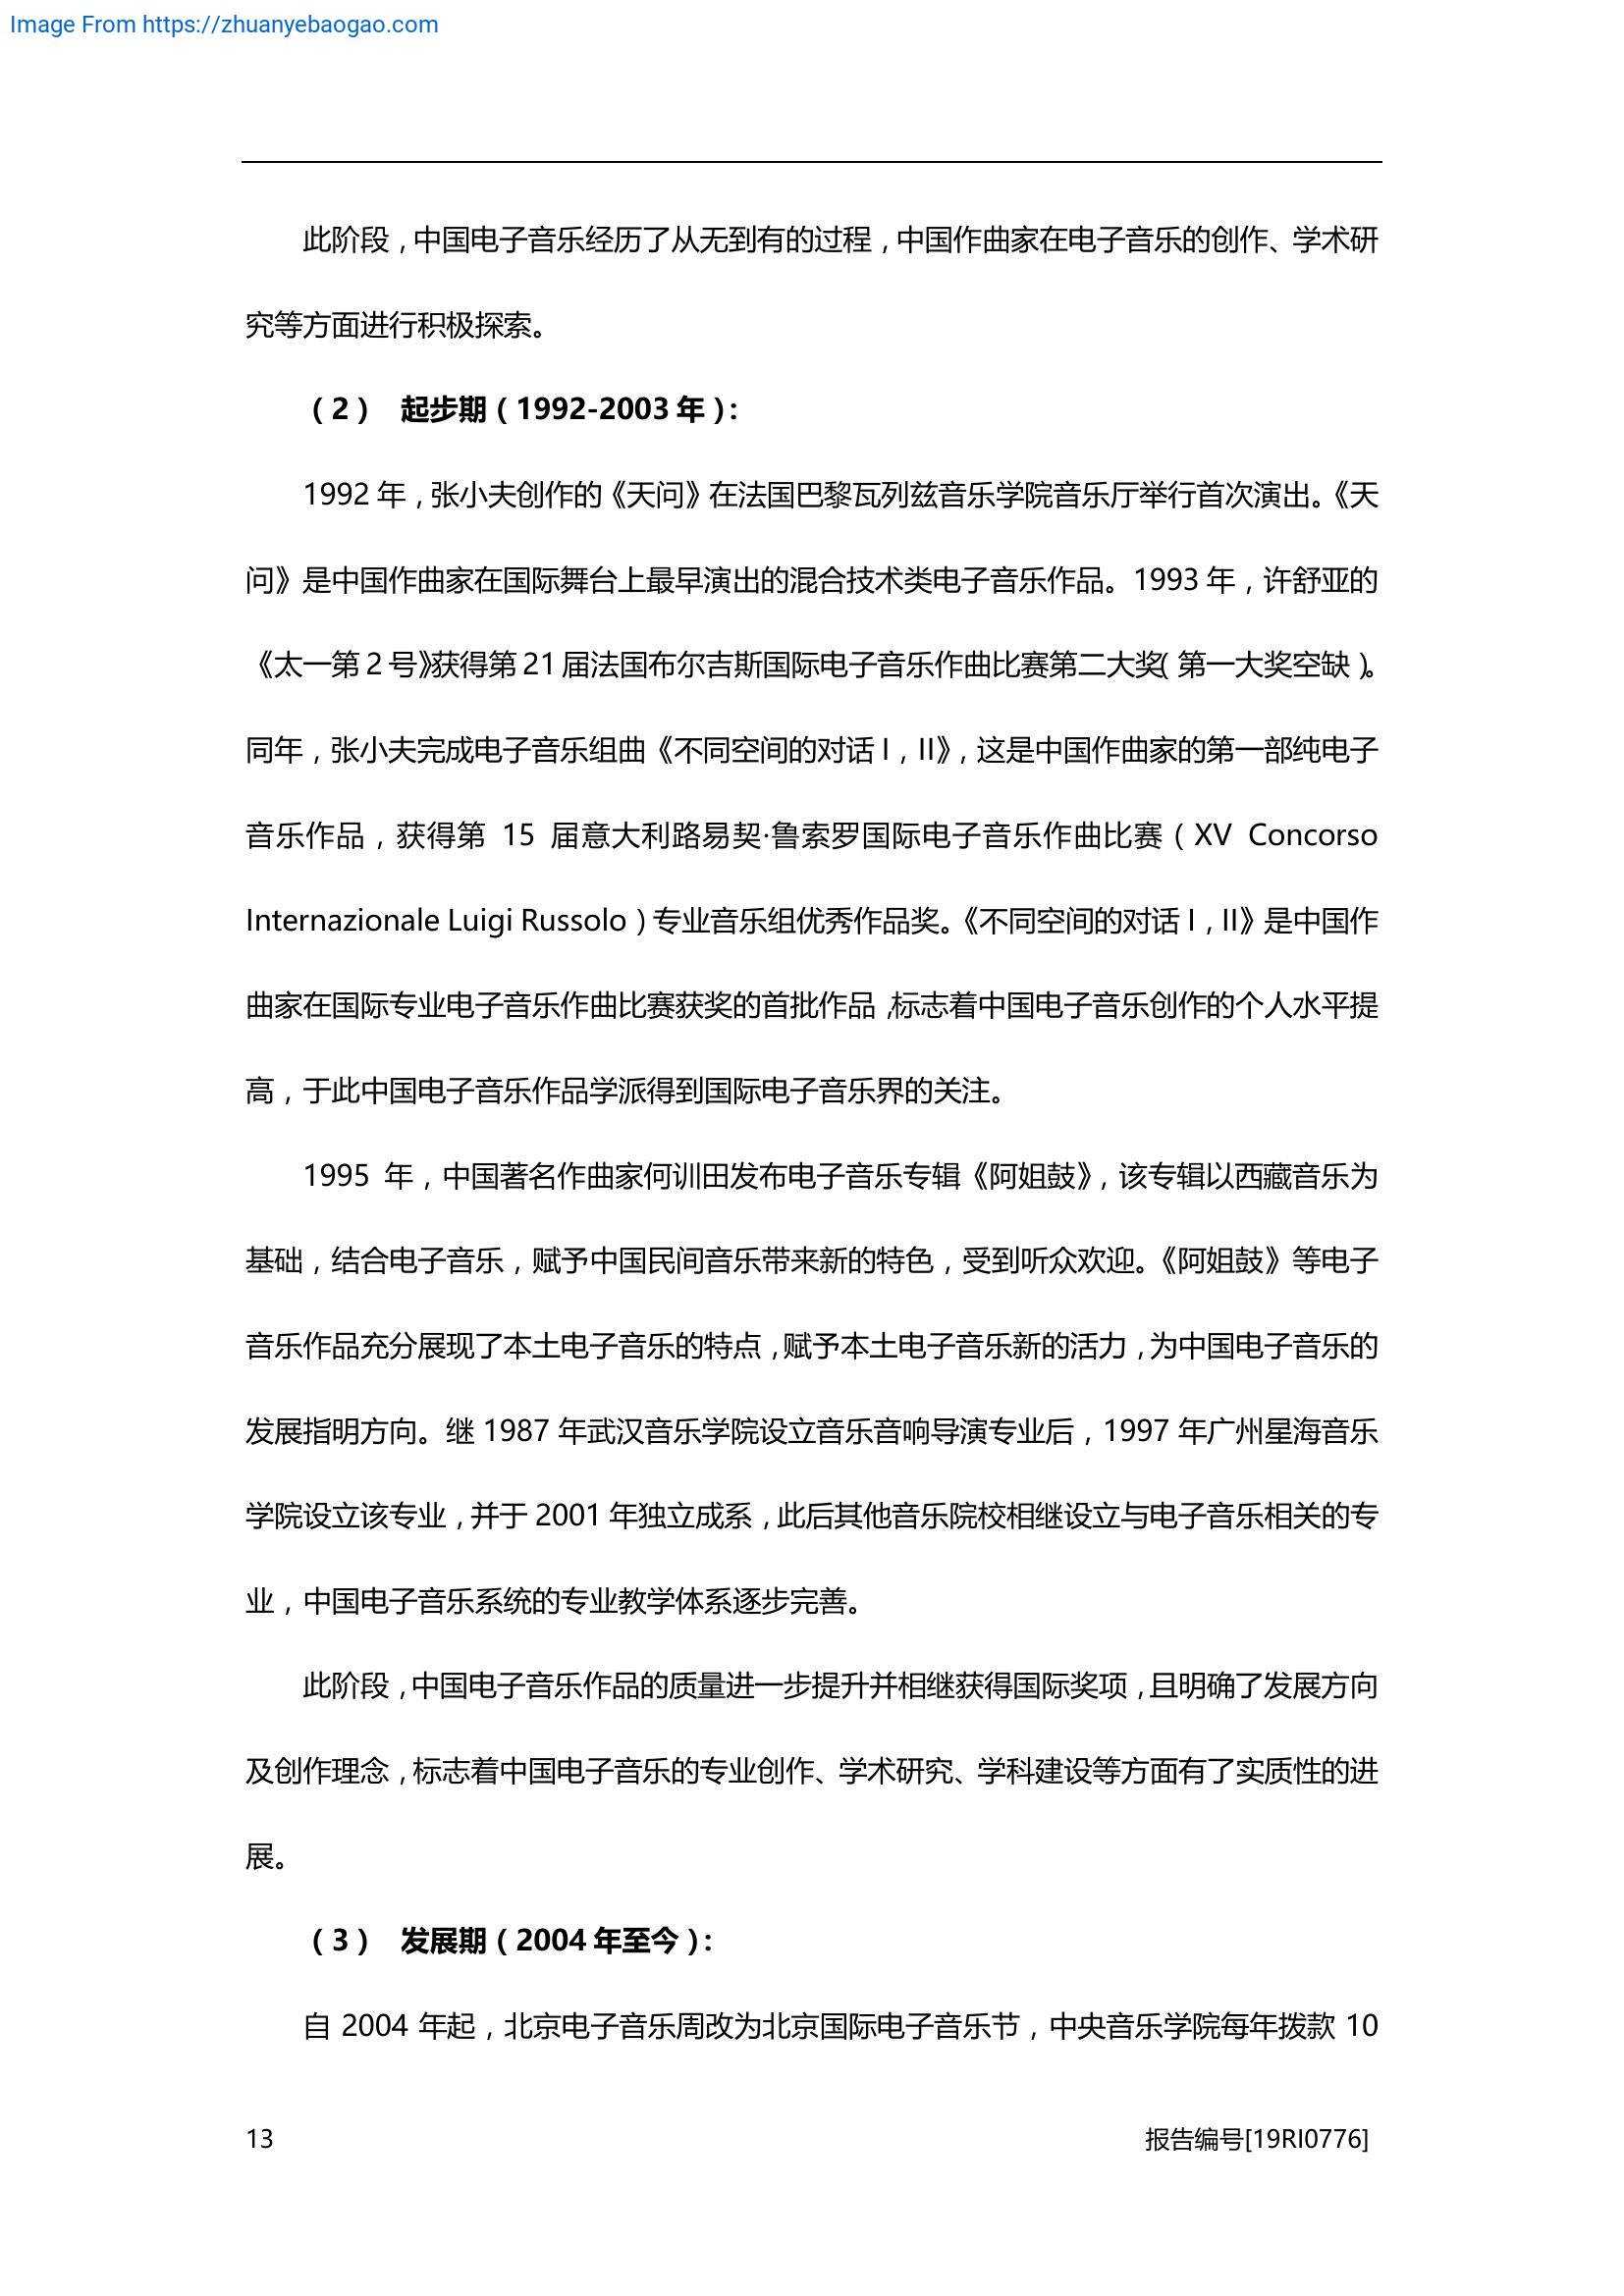 Image From https://zhuanyebaogao.com
此阶段，中国电子音乐经历了从无到有的过程，中国作曲家在电子音乐的创作、学术研
究等方面进行积极探索。
（2） 起步期（1992-2003 年）：
1992 年，张小夫创作的《天问》在法国巴黎瓦列兹音乐学院音乐厅举行首次演出。《天
问》是中国作曲家在国际舞台上最早演出的混合技术类电子音乐作品。1993 年，许舒亚的
《太一第 2 号》获得第 21 届法国布尔吉斯国际电子音乐作曲比赛第二大奖（第一大奖空缺）。
同年，张小夫完成电子音乐组曲《不同空间的对话 I，II》，这是中国作曲家的第一部纯电子
音乐作品，获得第 15 届意大利路易契·鲁索罗国际电子音乐作曲比赛（XV Concorso
Internazionale Luigi Russolo）专业音乐组优秀作品奖。《不同空间的对话 I，II》是中国作
曲家在国际专业电子音乐作曲比赛获奖的首批作品，标志着中国电子音乐创作的个人水平提
高，于此中国电子音乐作品学派得到国际电子音乐界的关注。
1995 年，中国著名作曲家何训田发布电子音乐专辑《阿姐鼓》，该专辑以西藏音乐为
基础，结合电子音乐，赋予中国民间音乐带来新的特色，受到听众欢迎。《阿姐鼓》等电子
音乐作品充分展现了本土电子音乐的特点，赋予本土电子音乐新的活力，为中国电子音乐的
发展指明方向。继 1987 年武汉音乐学院设立音乐音响导演专业后，1997 年广州星海音乐
学院设立该专业，并于 2001 年独立成系，此后其他音乐院校相继设立与电子音乐相关的专
业，中国电子音乐系统的专业教学体系逐步完善。
此阶段，中国电子音乐作品的质量进一步提升并相继获得国际奖项，且明确了发展方向
及创作理念，标志着中国电子音乐的专业创作、学术研究、学科建设等方面有了实质性的进
展。
（3） 发展期（2004 年至今）：
自 2004 年起，北京电子音乐周改为北京国际电子音乐节，中央音乐学院每年拨款 10
13 报告编号[19RI0776]